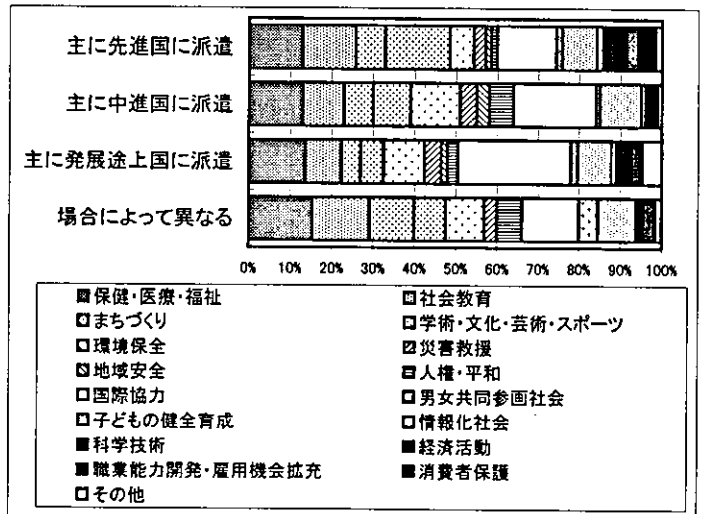 主に先進国に派遣
主に中進国に派遣
主に発展途上国に派遣
場合によって異なる
0% 10% 20% 30% 40% 50% 60% 70% 80% 90% 100%
保健・医療・福祉 社会教育
まちづくり 学術・文化・芸術・スポーツ
環境保全 災害救援
地域安全 人権・平和
国際協力 男女共同参画社会
子どもの健全育成 情報化社会
科学技術 経済活動
職業能力開発・雇用機会拡充 消費者保護
その他